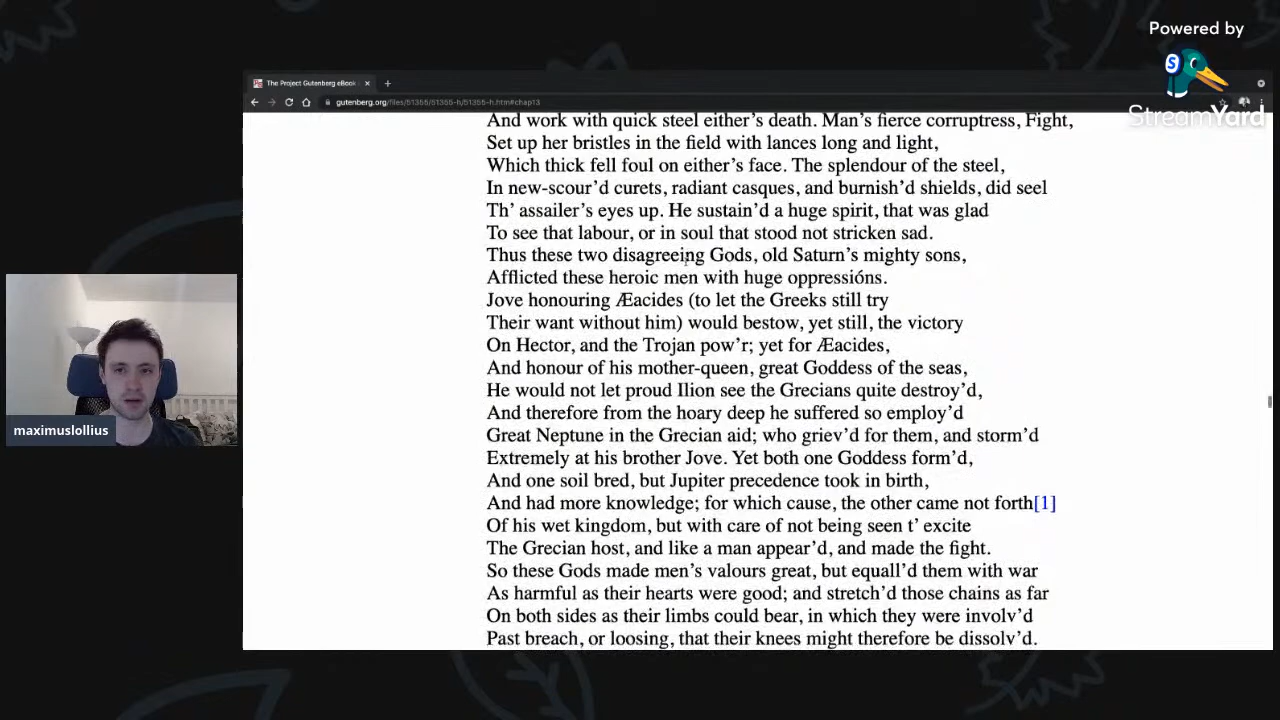 Powered by
S
StreamYard
The Project Gutenberg eBook
gutenberg.org/files/51355/51355-h/51355-h.htm#chap13
And work with quick steel either’s death. Man’s fierce corruptress, Fight,
Set up her bristles in the field with lances long and light,
Which thick fell foul on either’s face. The splendour of the steel,
In new-scour’d curets, radiant casques, and burnish’d shields, did seel
Th’ assailer’s eyes up. He sustain’d a huge spirit, that was glad
To see that labour, or in soul that stood not stricken sad.
Thus these two disagreeing Gods, old Saturn’s mighty sons,
Afflicted these heroic men with huge oppressións.
Jove honouring Æacides (to let the Greeks still try
Their want without him) would bestow, yet still, the victory
On Hector, and the Trojan pow’r; yet for Æacides,
And honour of his mother-queen, great Goddess of the seas,
He would not let proud Ilion see the Grecians quite destroy’d,
And therefore from the hoary deep he suffered so employ’d
Great Neptune in the Grecian aid; who griev’d for them, and storm’d
Extremely at his brother Jove. Yet both one Goddess form’d,
And one soil bred, but Jupiter precedence took in birth,
And had more knowledge; for which cause, the other came not forth[1]
Of his wet kingdom, but with care of not being seen t’ excite
The Grecian host, and like a man appear’d, and made the fight.
So these Gods made men’s valours great, but equall’d them with war
As harmful as their hearts were good; and stretch’d those chains as far
On both sides as their limbs could bear, in which they were involv’d
Past breach, or loosing, that their knees might therefore be dissolv’d.
maximuslollius